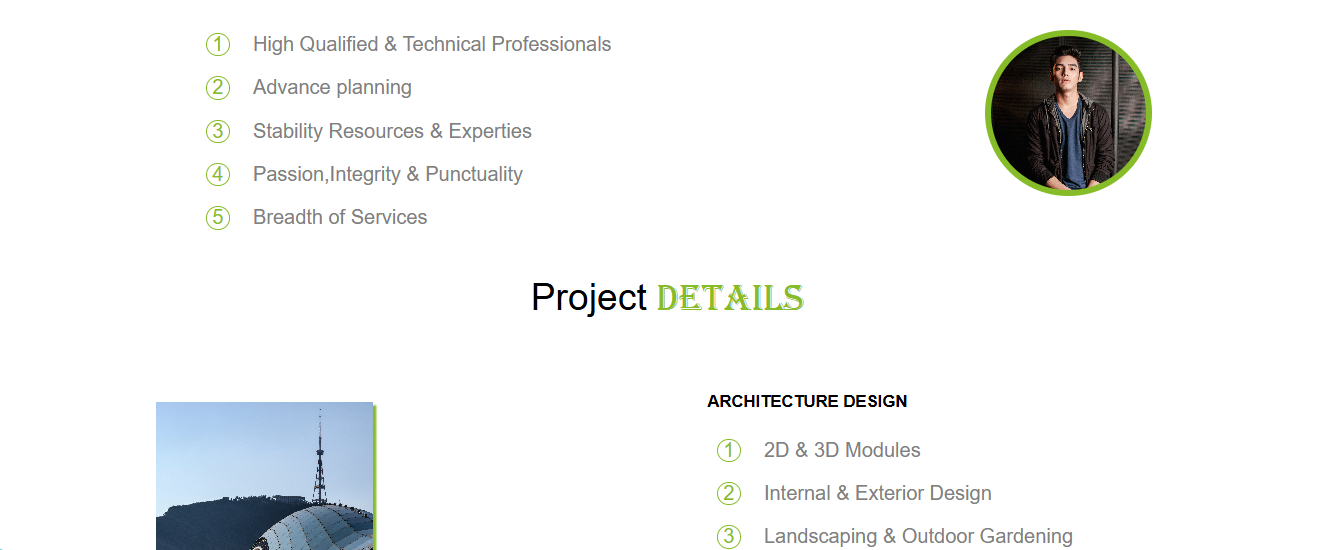 1 High Qualified & Technical Professionals
2 Advance planning
3 Stability Resources & Experties
4 Passion,Integrity & Punctuality
5 Breadth of Services
Project DETAILS
ARCHITECTURE DESIGN
1 2D & 3D Modules
2 Internal & Exterior Design
3 Landscaping & Outdoor Gardening